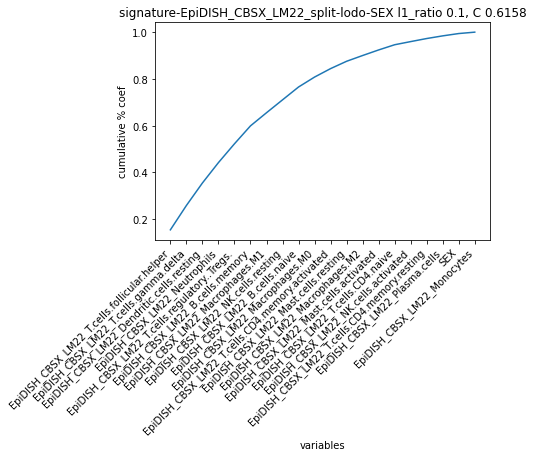 signature-EpiDISH_CBSX_LM22_split-lodo-SEX l1_ratio 0.1, C 0.6158
1.0
0.8
0.6
0.4
0.2
cumulative % coef
EpiDISH_CBSX_LM22_T.cells.follicular.helper
EpiDISH_CBSX_LM22_T.cells.gamma.delta
EpiDISH_CBSX_LM22_Dendritic.cells.resting
EpiDISH_CBSX_LM22_Neutrophils
EpiDISH_CBSX_LM22_T.cells.regulatory..Tregs.
EpiDISH_CBSX_LM22_B.cells.memory
EpiDISH_CBSX_LM22_Macrophages.M1
EpiDISH_CBSX_LM22_NK.cells.resting
EpiDISH_CBSX_LM22_B.cells.naive
EpiDISH_CBSX_LM22_Macrophages.M0
EpiDISH_CBSX_LM22_T.cells.CD4.memory.activated
EpiDISH_CBSX_LM22_Mast.cells.resting
EpiDISH_CBSX_LM22_Macrophages.M2
EpiDISH_CBSX_LM22_Mast.cells.activated
EpiDISH_CBSX_LM22_T.cells.CD4.naive
EpiDISH_CBSX_LM22_NK.cells.activated
EpiDISH_CBSX_LM22_T.cells.CD4.memory.resting
EpiDISH_CBSX_LM22_Plasma.cells
SEX
EpiDISH_CBSX_LM22_Monocytes
variables